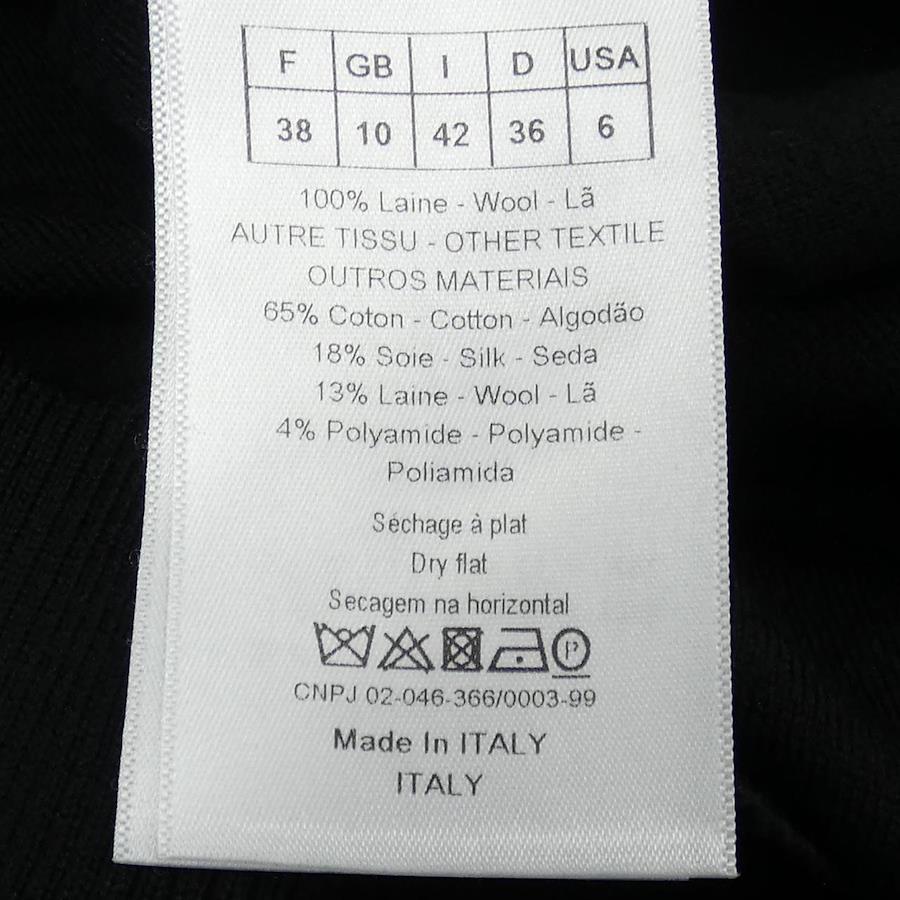 F GB I D USA
38 10 42 36 6
100% Laine - Wool - Lã
AUTRE TISSU - OTHER TEXTILE
OUTROS MATERIAIS
65% Coton - Cotton - Algodão
18% Soie - Silk - Seda
13% Laine - Wool - Lã
4% Polyamide - Polyamide -
Poliamida
Séchage à plat
Dry flat
Secagem na horizontal
P
CNPJ 02-046-366/0003-99
Made In ITALY
ITALY